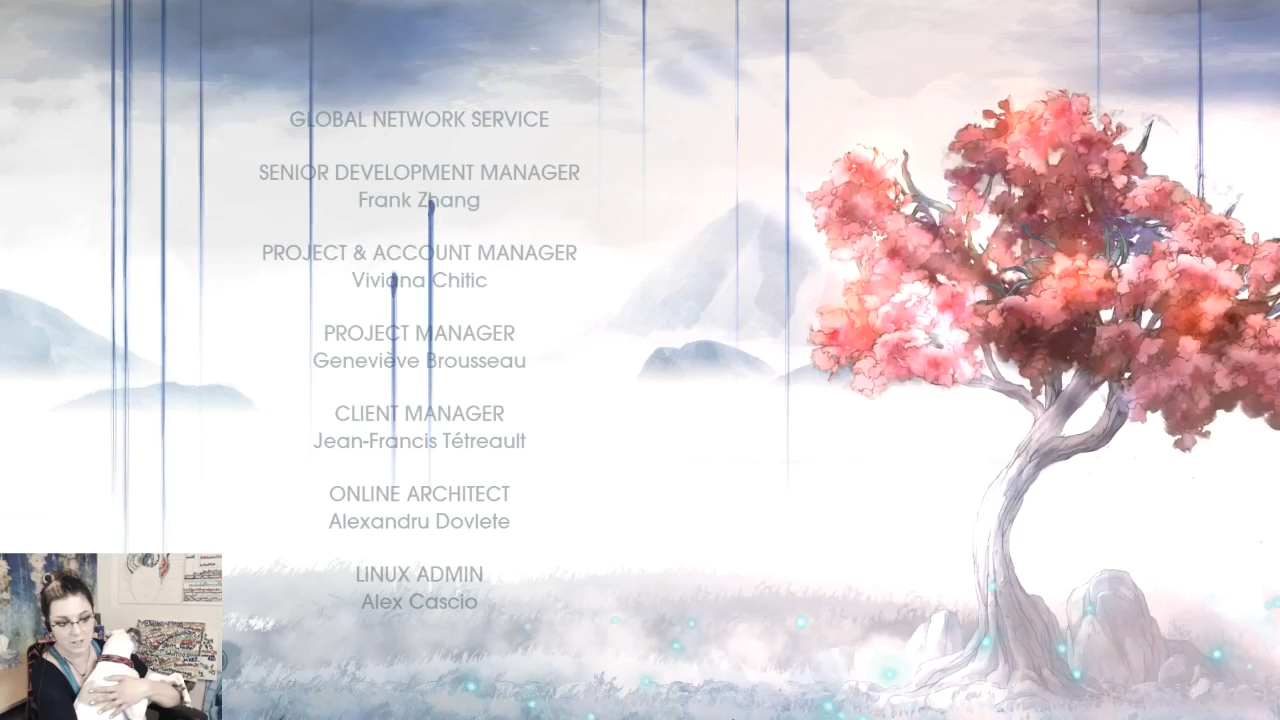 GLOBAL NETWORK SERVICE
SENIOR DEVELOPMENT MANAGER
Frank Zhang
PROJECT & ACCOUNT MANAGER
Viviana Chitic
PROJECT MANAGER
Geneviève Brousseau
CLIENT MANAGER
Jean-Francis Tétreault
ONLINE ARCHITECT
Alexandru Dovlete
LINUX ADMIN
Alex Cascio